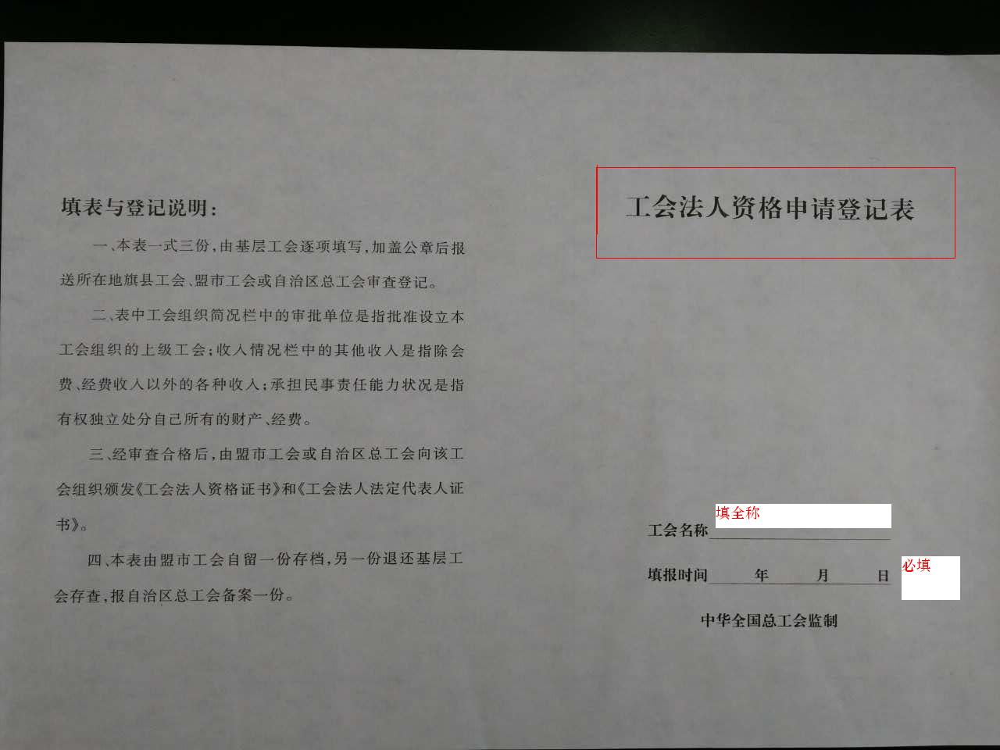 填表与登记说明:
一、本表一式三份,由基层工会逐项填写,加盖公章后报
送所在地旗县工会、盟市工会或自治区总工会审查登记。
二、表中工会组织简况栏中的审批单位是指批准设立本
工会组织的上级工会;收入情况栏中的其他收入是指除会
费、经费收入以外的各种收入;承担民事责任能力状况是指
有权独立处分自己所有的财产、经费。
三、经审查合格后,由盟市工会或自治区总工会向该工
会组织颁发《工会法人资格证书》和《工会法人法定代表人证
书》。
四、本表由盟市工会自留一份存档,另一份退还基层工
会存查,报自治区总工会备案一份。
工会法人资格申请登记表
工会名称 填全称
填报时间 年 月 日 必填
中华全国总工会监制